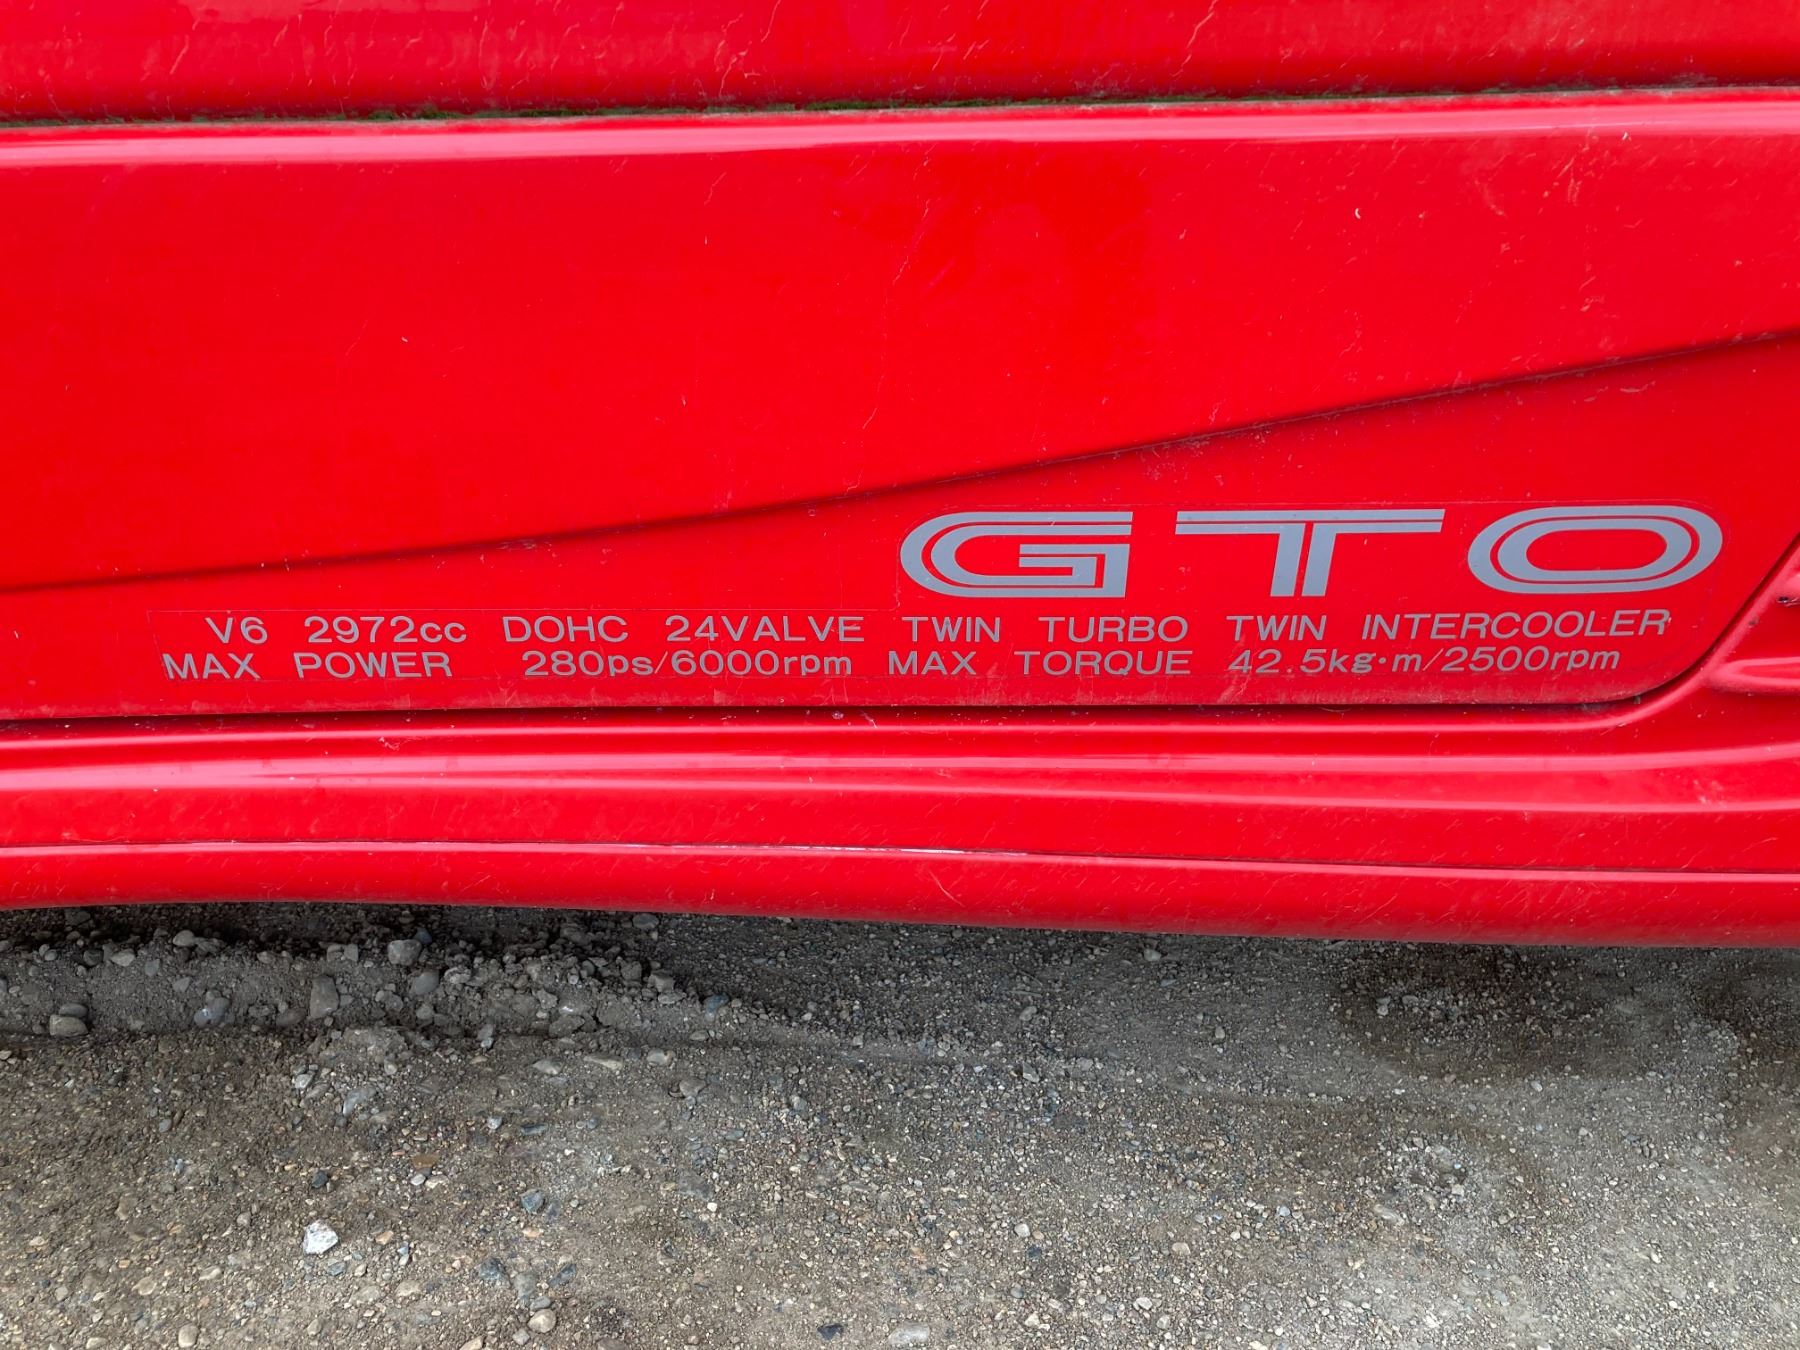 GTO
V6 2972cc DOHC 24VALVE TWIN TURBO TWIN INTERCOOLER
MAX POWER 280ps/6000rpm MAX TORQUE 42.5kg·m/2500rpm